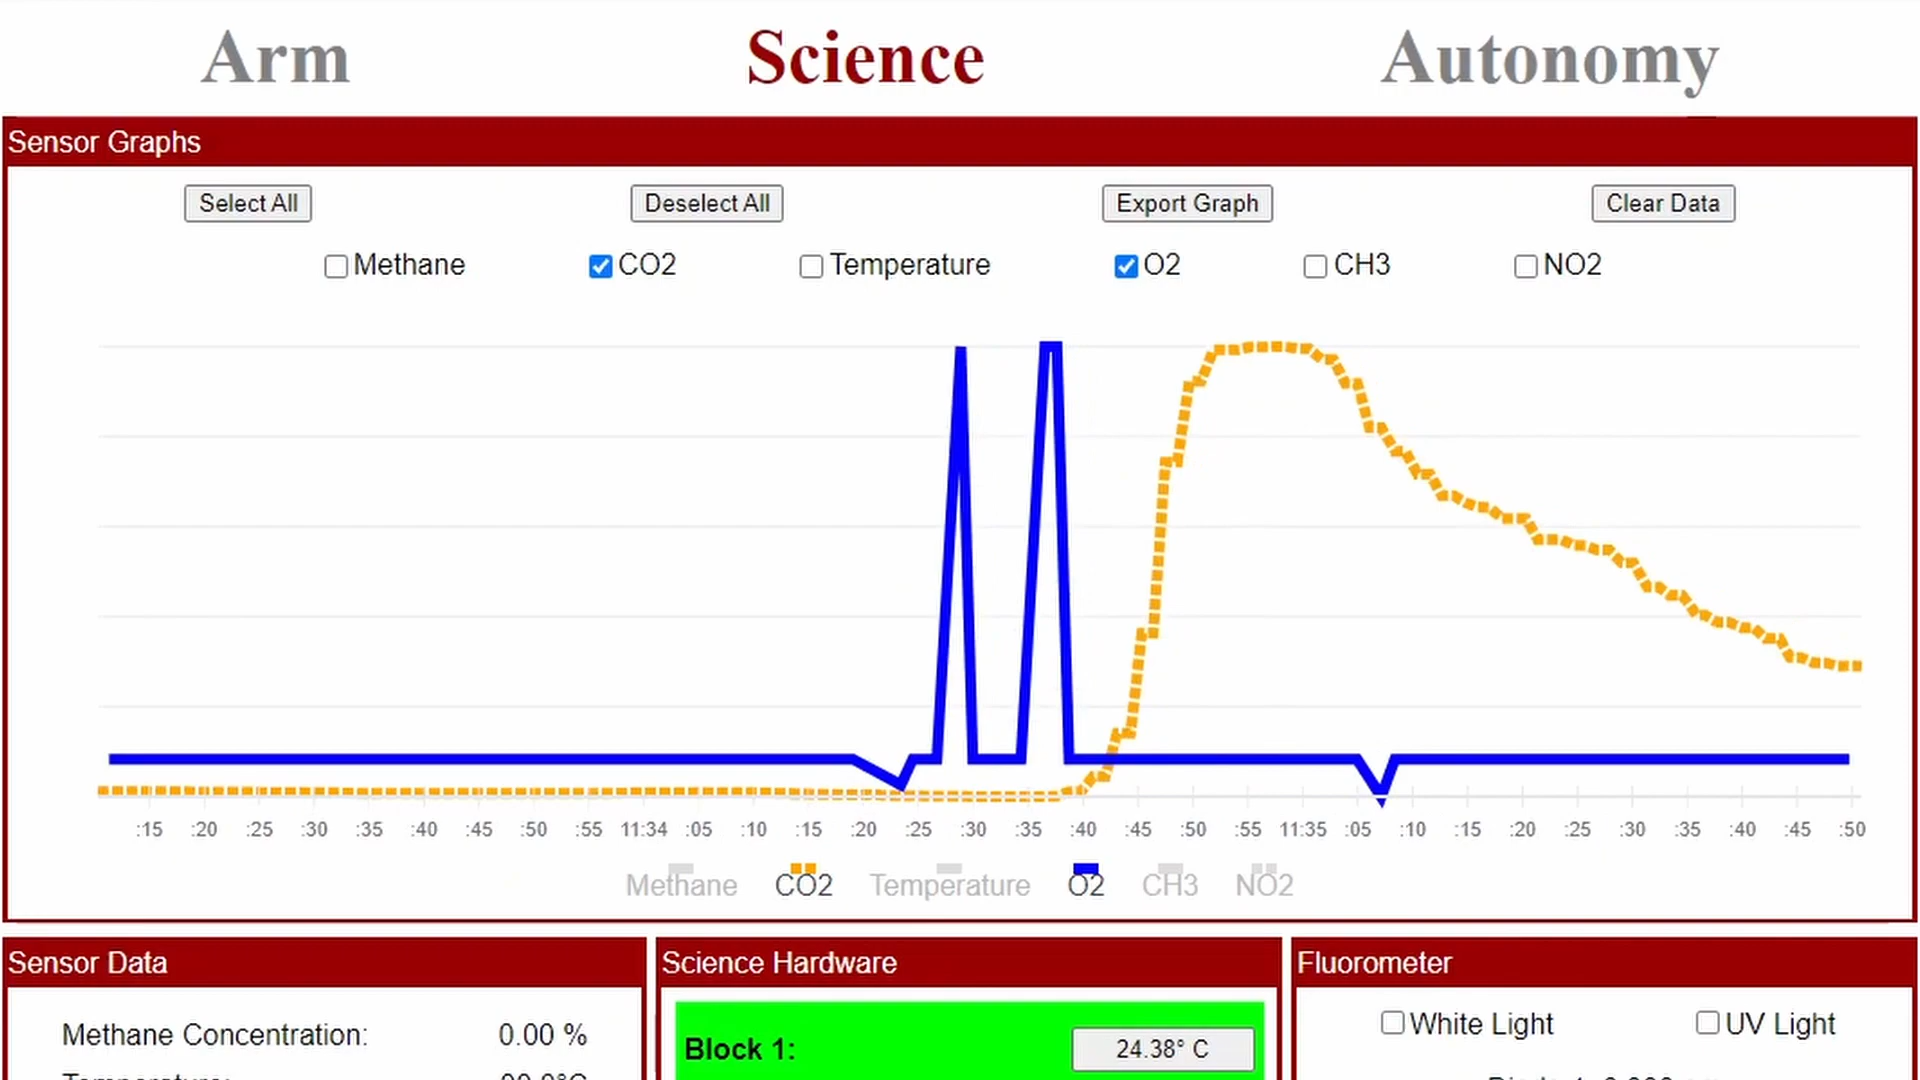 Arm Science Autonomy
Sensor Graphs
Select All Deselect All Export Graph Clear Data
Methane CO2 Temperature O2 CH3 NO2
:15 :20 :25 :30 :35 :40 :45 :50 :55 11:34 :05 :10 :15 :20 :25 :30 :35 :40 :45 :50 :55 11:35 :05 :10 :15 :20 :25 :30 :35 :40 :45 :50
Methane CO2 Temperature O2 CH3 NO2
Sensor Data Science Hardware Fluorometer
Methane Concentration: 0.00 % Block 1: 24.38° C White Light UV Light